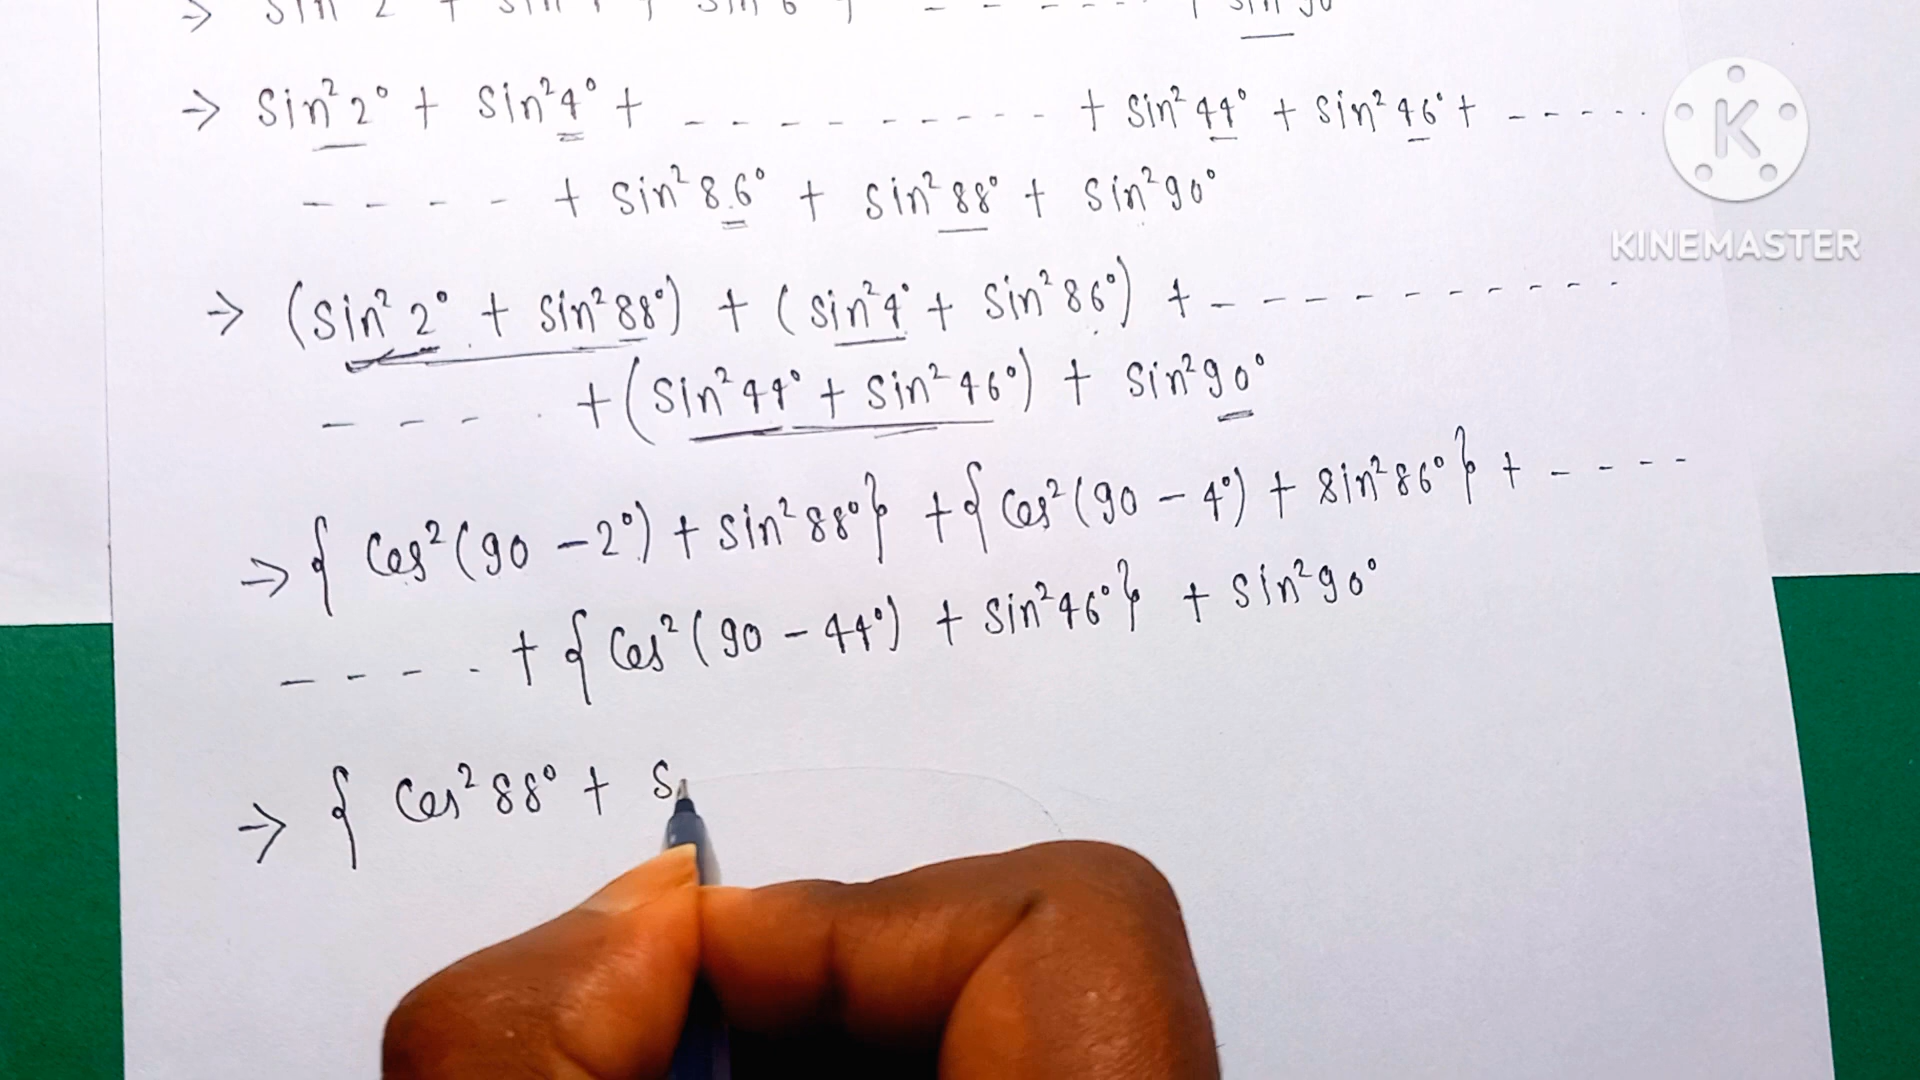 → sin²2° + sin²4° + - - - - - - - - - - + sin²44° + sin²46° + - - - - -
- - - - - + sin²86° + sin²88° + sin²90°
→ (sin²2° + sin²88°) + (sin²4° + sin²86°) + - - - - - - - - - -
- - - - + (sin²44° + sin²46°) + sin²90°
→ { Cos²(90 - 2°) + sin²88°} + { Cos²(90 - 4°) + sin²86°} + - - - -
- - - - - + { Cos²(90 - 44°) + sin²46°} + sin²90°
→ { Cos²88° + s
K
KINEMASTER